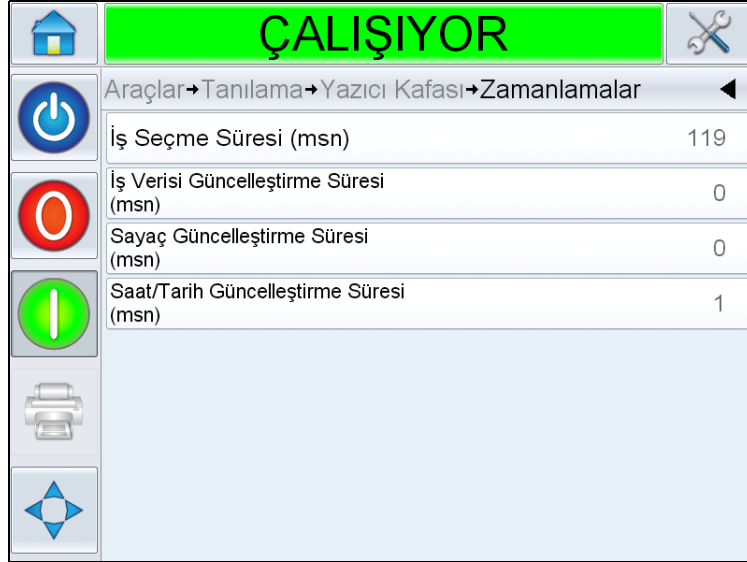 ÇALIŞIYOR
Araçlar→Tanılama→Yazıcı Kafası→Zamanlamalar
İş Seçme Süresi (msn) 119
İş Verisi Güncelleştirme Süresi
(msn) 0
Sayaç Güncelleştirme Süresi
(msn) 0
Saat/Tarih Güncelleştirme Süresi
(msn) 1